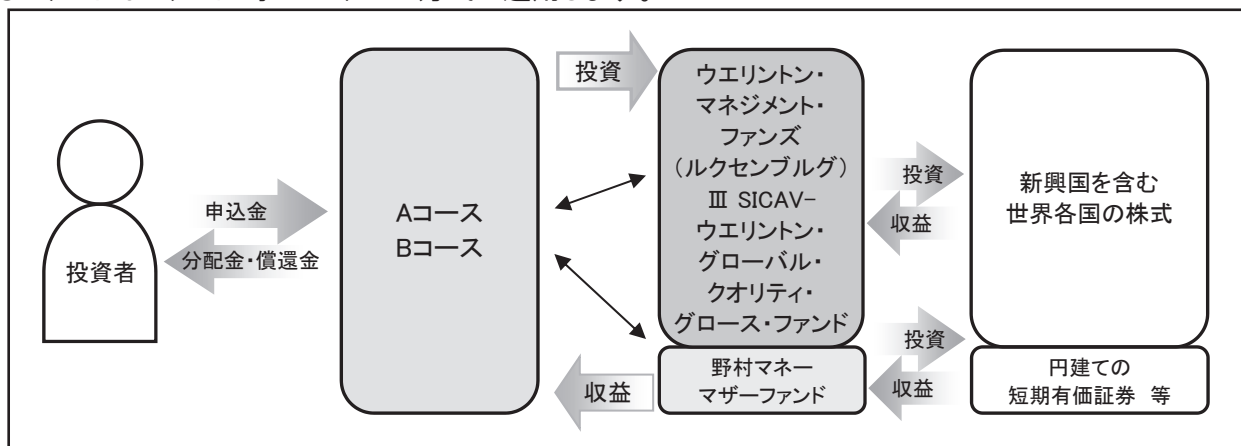 投資者
申込金
分配金・償還金
Aコース
Bコース
投資
収益
ウエリントン・
マネジメント・
ファンズ
(ルクセンブルグ)
Ⅲ SICAV-
ウエリントン・
グローバル・
クオリティ・
グロース・ファンド
野村マネー
マザーファンド
投資
収益
投資
収益
新興国を含む
世界各国の株式
円建ての
短期有価証券 等